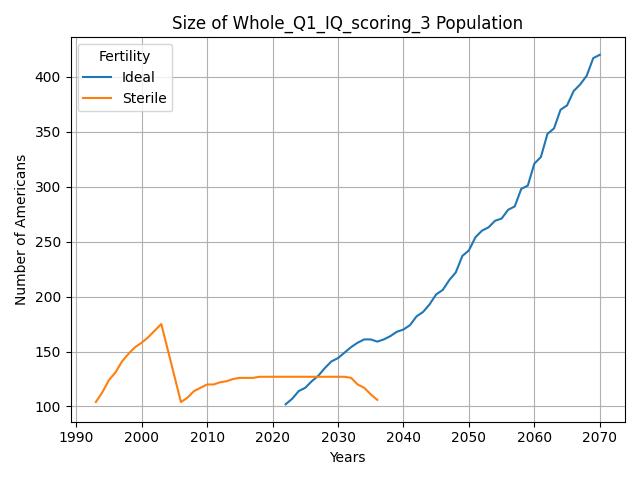 Size of Whole_Q1_IQ_scoring_3 Population
Fertility
Ideal
Sterile
Number of Americans
400
350
300
250
200
150
100
1990 2000 2010 2020 2030 2040 2050 2060 2070
Years